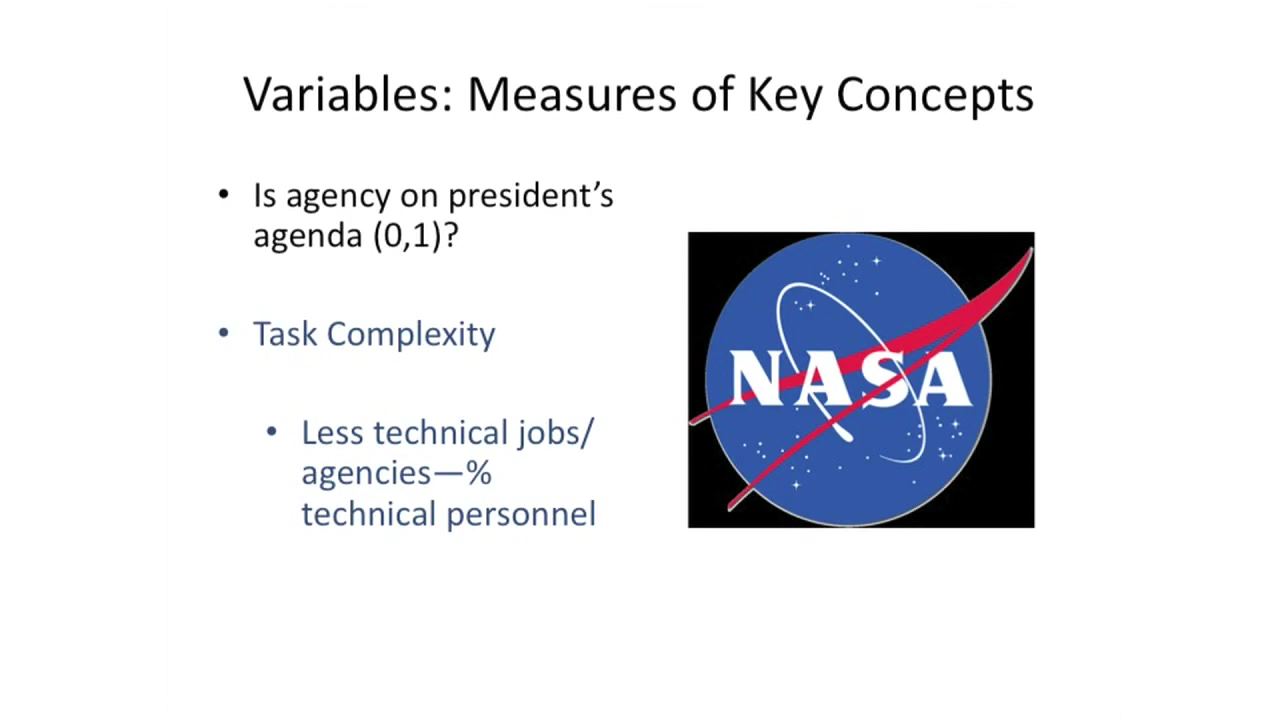 Variables: Measures of Key Concepts
• Is agency on president’s
agenda (0,1)?
• Task Complexity
• Less technical jobs/
agencies—%
technical personnel
NASA